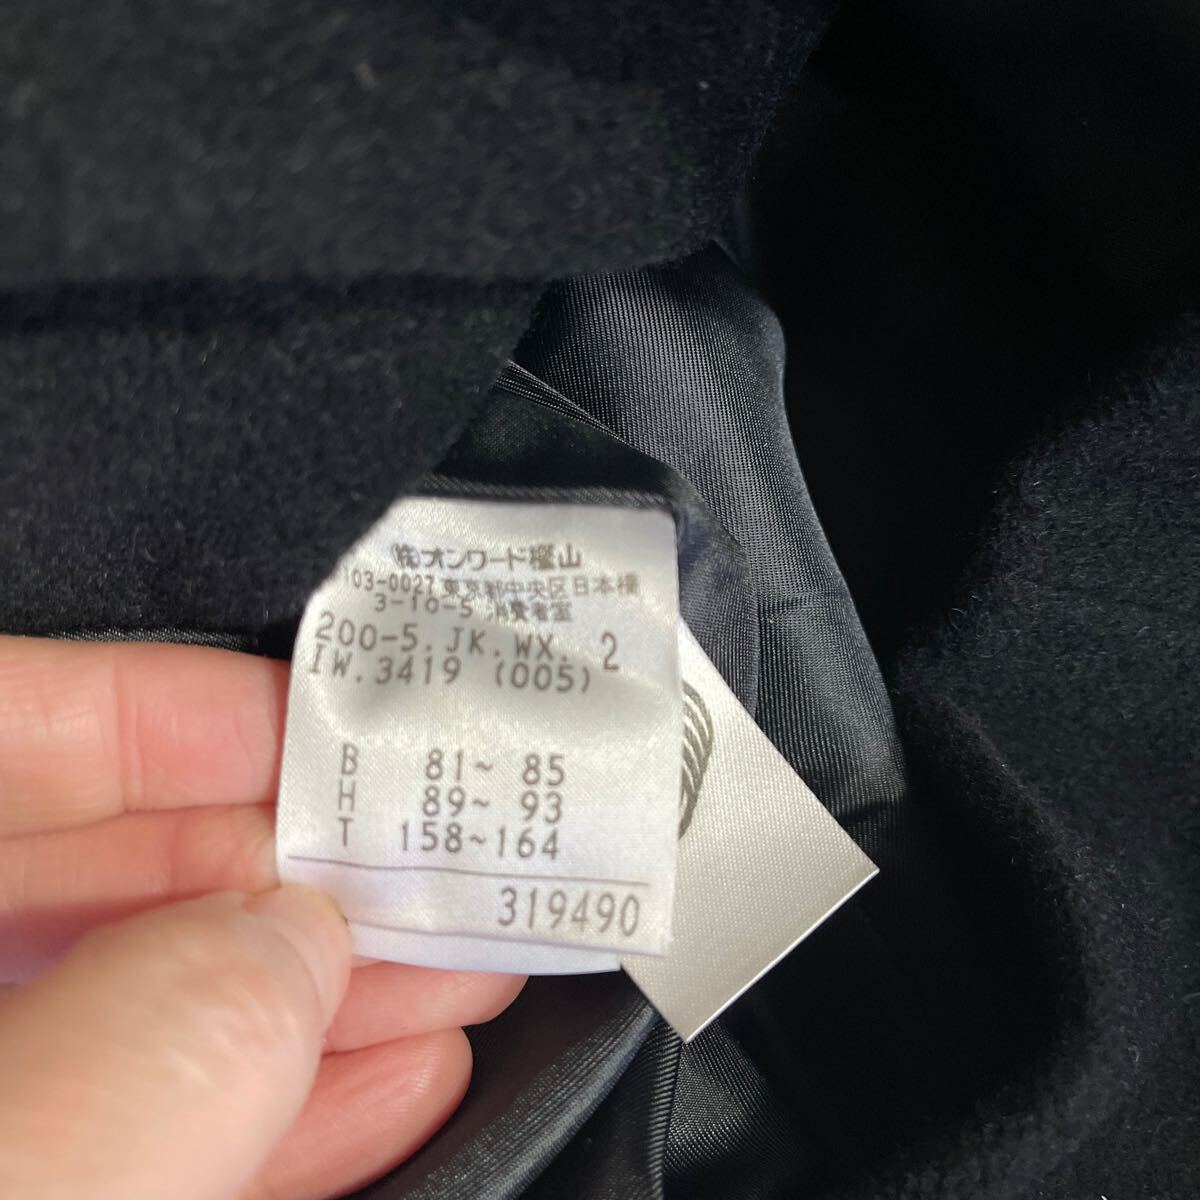 (株)オンワード樫山
103-0027 東京都中央区日本橋
3-10-5 消費者室
200-5.JK.WX. 2
IW.3419 (005)
B 81~ 85
H 89~ 93
T 158~164
319490